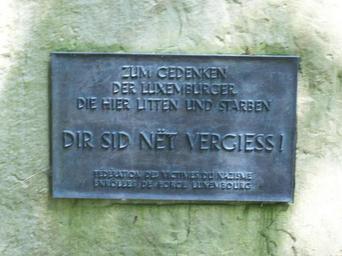 ZUM GEDENKEN
DER LUXEMBURGER
DIE HIER LITTEN UND STARBEN
DIR SID NËT VERGIESS!
FEDERATION DES VICTIMES DU NAZISME
ENROLEES DE FORCE LUXEMBOURG